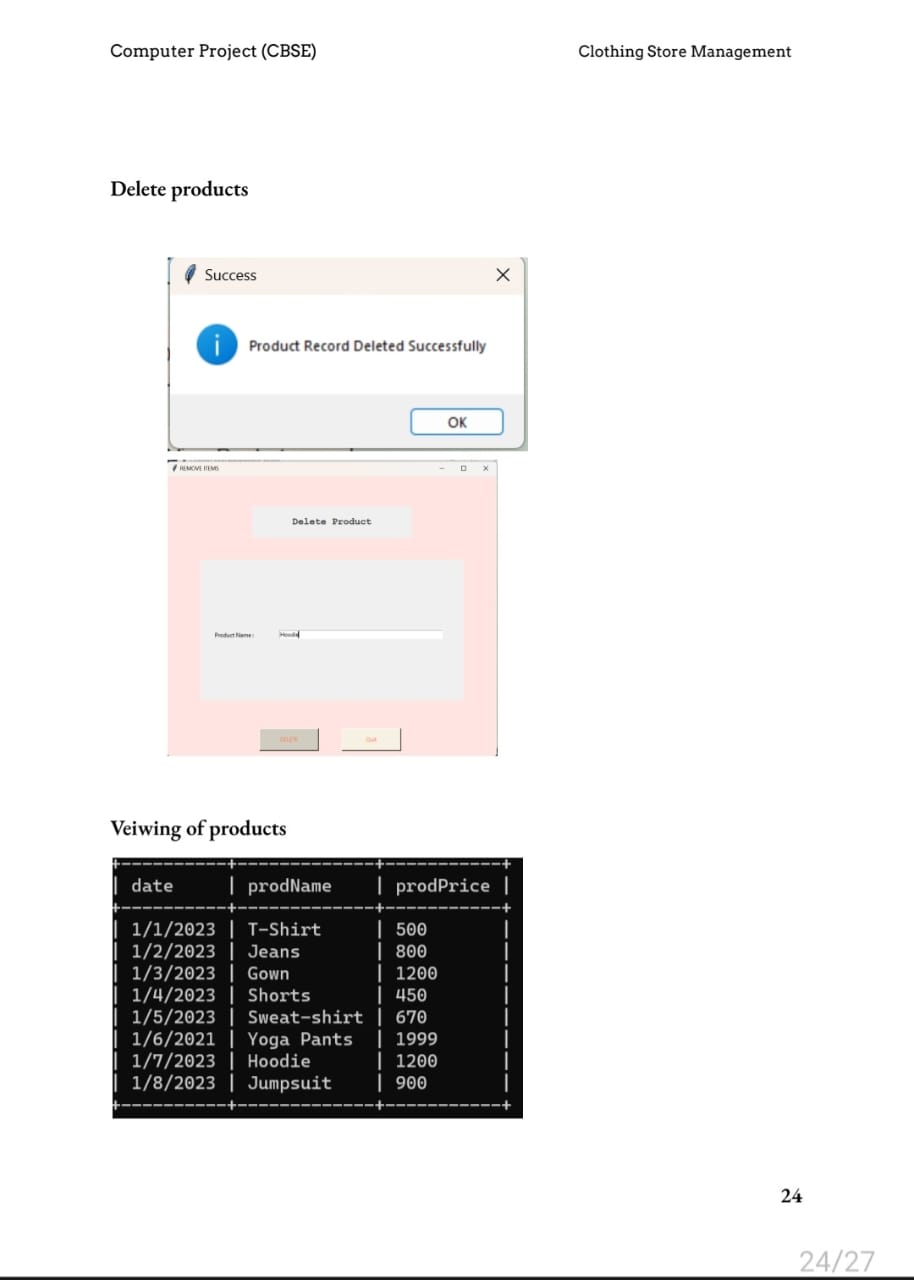 Computer Project (CBSE) Clothing Store Management
Delete products
Success
Product Record Deleted Successfully
OK
REMOVE ITEMS
Delete Product
Product Name : Hoodie
DELETE Quit
Veiwing of products
date | prodName | prodPrice
1/1/2023 | T-Shirt | 500
1/2/2023 | Jeans | 800
1/3/2023 | Gown | 1200
1/4/2023 | Shorts | 450
1/5/2023 | Sweat-shirt | 670
1/6/2021 | Yoga Pants | 1999
1/7/2023 | Hoodie | 1200
1/8/2023 | Jumpsuit | 900
24
24/27